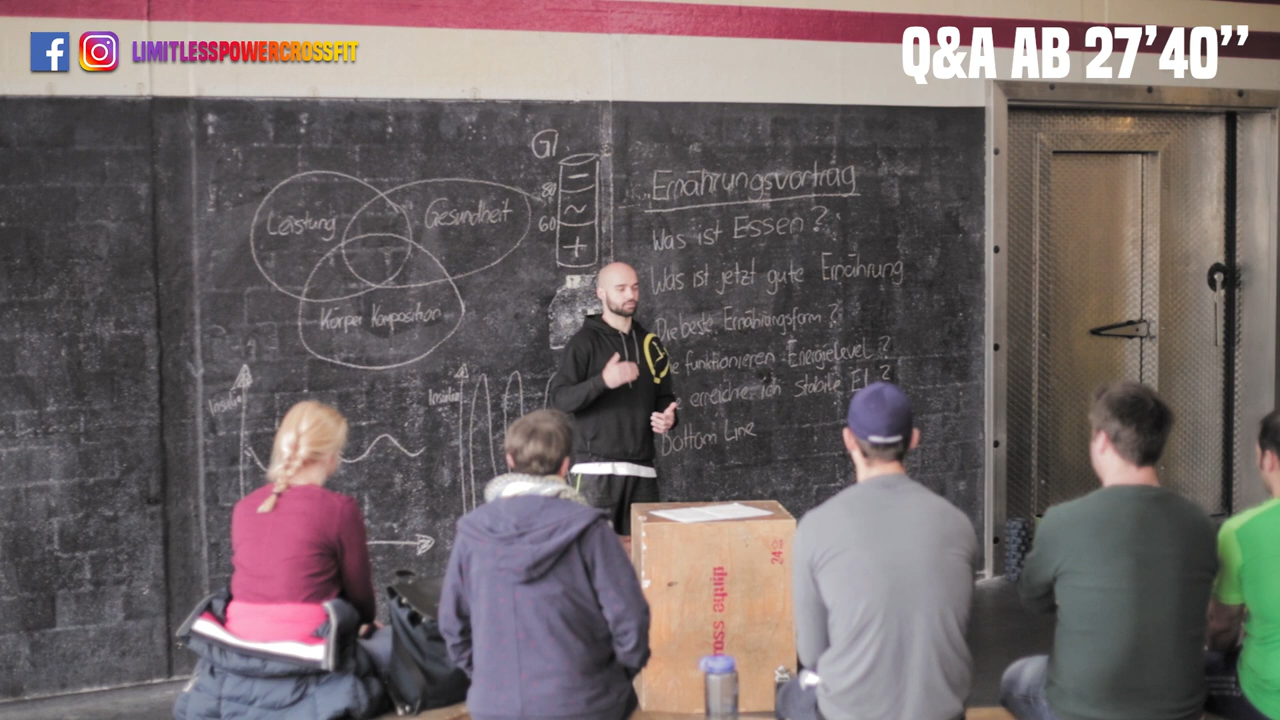 LIMITLESSPOWERCROSSFIT
Q&A AB 27’40’’
GI
80
60
-
~
+
Leistung
Gesundheit
Körper Komposition
Insulin
Insulin
Ernährungsvortrag
Was ist Essen ?
Was ist jetzt gute Ernährung
Die beste Ernährungsform ?
funktionieren Energielevel ?
erreiche ich stabile EL ?
Bottom Line
24
equip